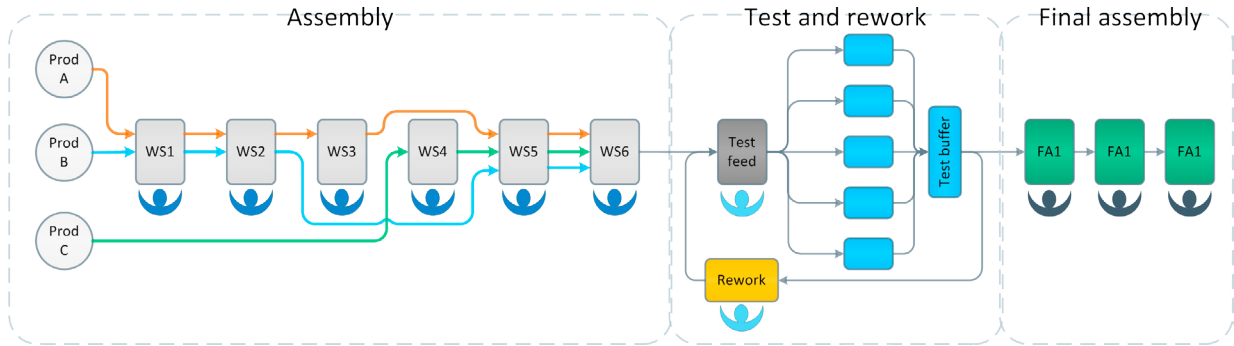 Assembly
Test and rework
Final assembly
Prod
A
Prod
B
Prod
C
WS1
WS2
WS3
WS4
WS5
WS6
Test
feed
Test buffer
Rework
FA1
FA1
FA1